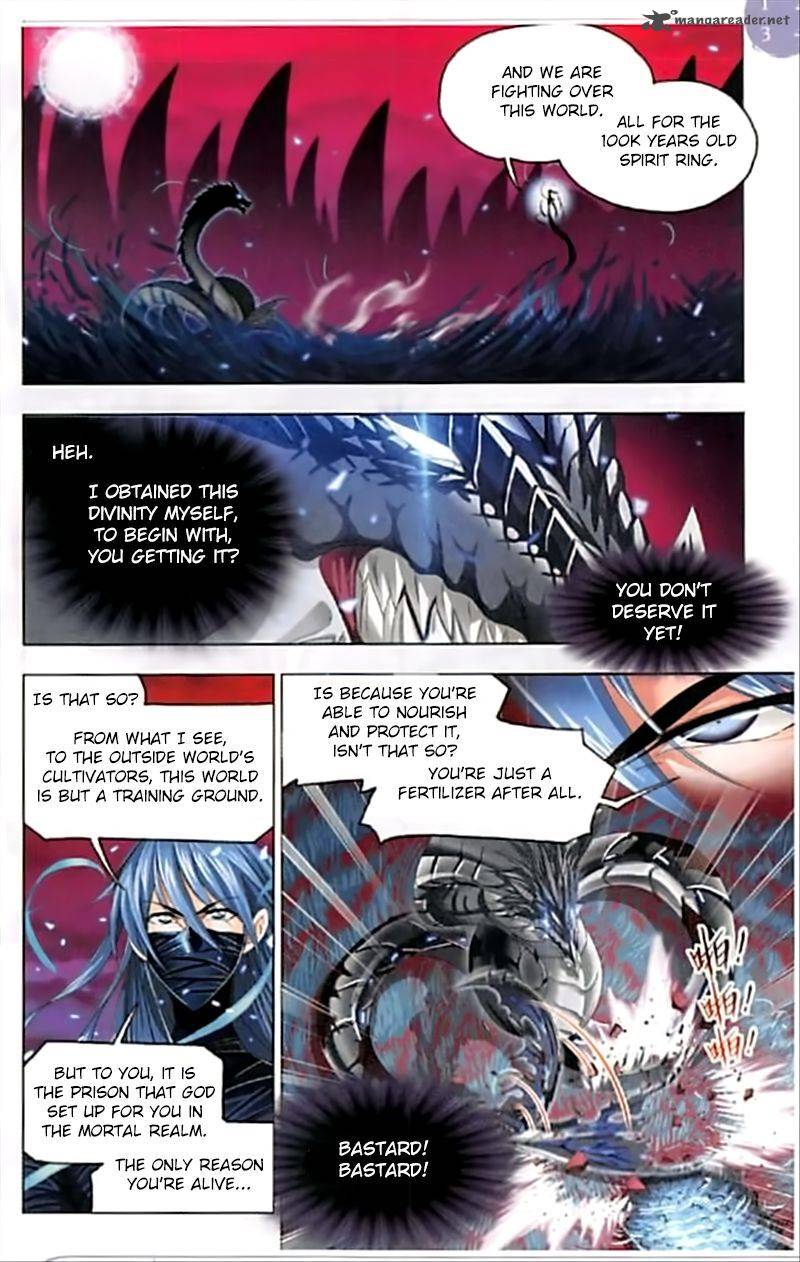 mangareader.net
1
3
AND WE ARE
FIGHTING OVER
THIS WORLD.
ALL FOR THE
100K YEARS OLD
SPIRIT RING.
HEH.
I OBTAINED THIS
DIVINITY MYSELF,
TO BEGIN WITH,
YOU GETTING IT?
YOU DON'T
DESERVE IT
YET!
IS THAT SO?
FROM WHAT I SEE,
TO THE OUTSIDE WORLD'S
CULTIVATORS, THIS WORLD
IS BUT A TRAINING GROUND.
BUT TO YOU, IT IS
THE PRISON THAT GOD
SET UP FOR YOU IN
THE MORTAL REALM.
THE ONLY REASON
YOU'RE ALIVE...
IS BECAUSE YOU'RE
ABLE TO NOURISH
AND PROTECT IT,
ISN'T THAT SO?
YOU'RE JUST A
FERTILIZER AFTER ALL.
啪!
啪!
啪!
BASTARD!
BASTARD!